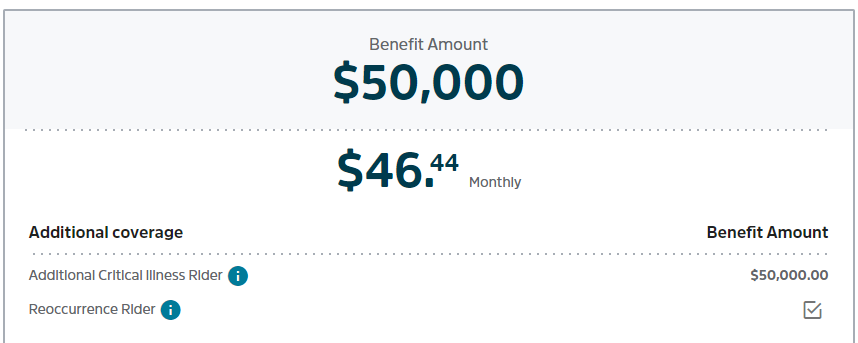 Benefit Amount
$50,000
$46.44 Monthly
Additional coverage Benefit Amount
Additional Critical Illness Rider i $50,000.00
Reoccurrence Rider i